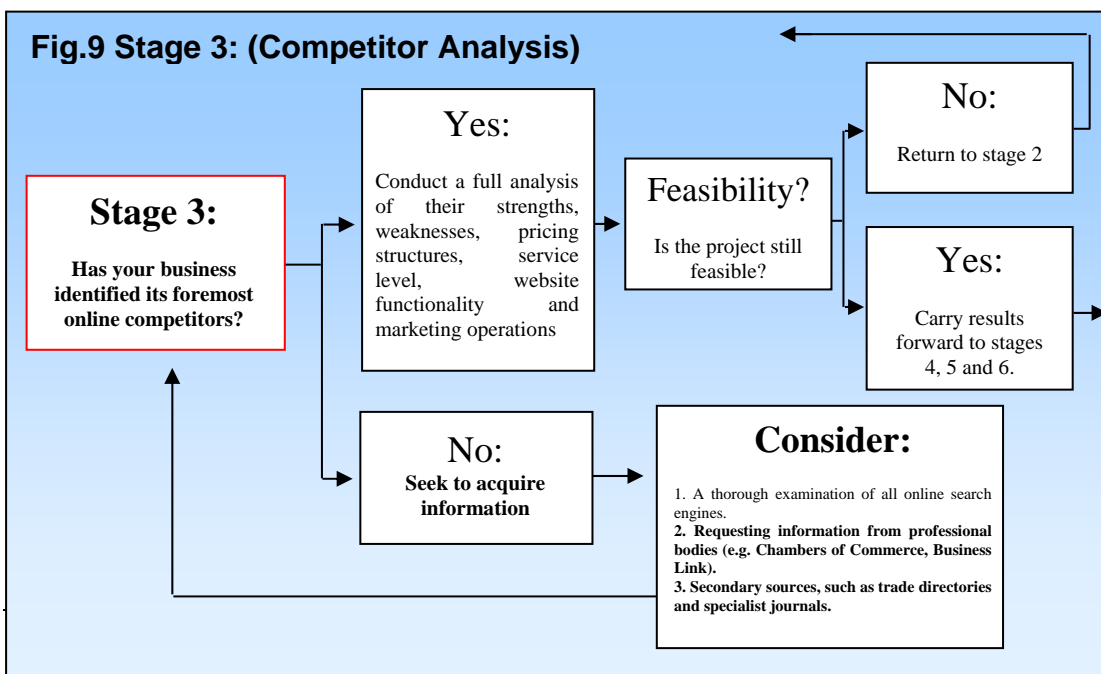 Fig.9 Stage 3: (Competitor Analysis)
Stage 3:
Has your business
identified its foremost
online competitors?
Yes:
Conduct a full analysis
of their strengths,
weaknesses, pricing
structures, service
level, website
functionality and
marketing operations
Feasibility?
Is the project still
feasible?
No:
Return to stage 2
Yes:
Carry results
forward to stages
4, 5 and 6.
No:
Seek to acquire
information
Consider:
1. A thorough examination of all online search
engines.
2. Requesting information from professional
bodies (e.g. Chambers of Commerce, Business
Link).
3. Secondary sources, such as trade directories
and specialist journals.